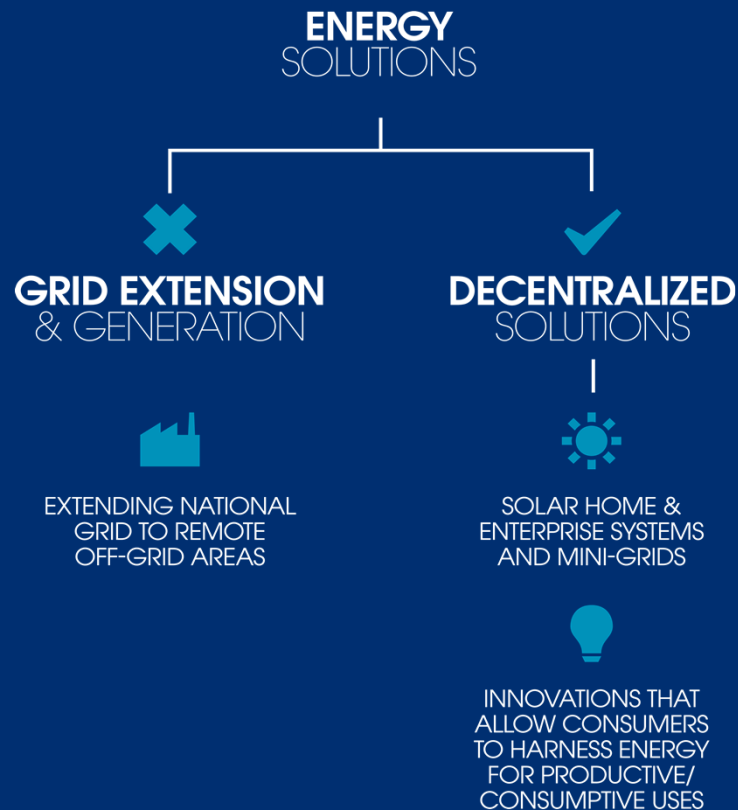 ENERGY
SOLUTIONS
GRID EXTENSION
& GENERATION
EXTENDING NATIONAL
GRID TO REMOTE
OFF-GRID AREAS
DECENTRALIZED
SOLUTIONS
SOLAR HOME &
ENTERPRISE SYSTEMS
AND MINI-GRIDS
INNOVATIONS THAT
ALLOW CONSUMERS
TO HARNESS ENERGY
FOR PRODUCTIVE/
CONSUMPTIVE USES